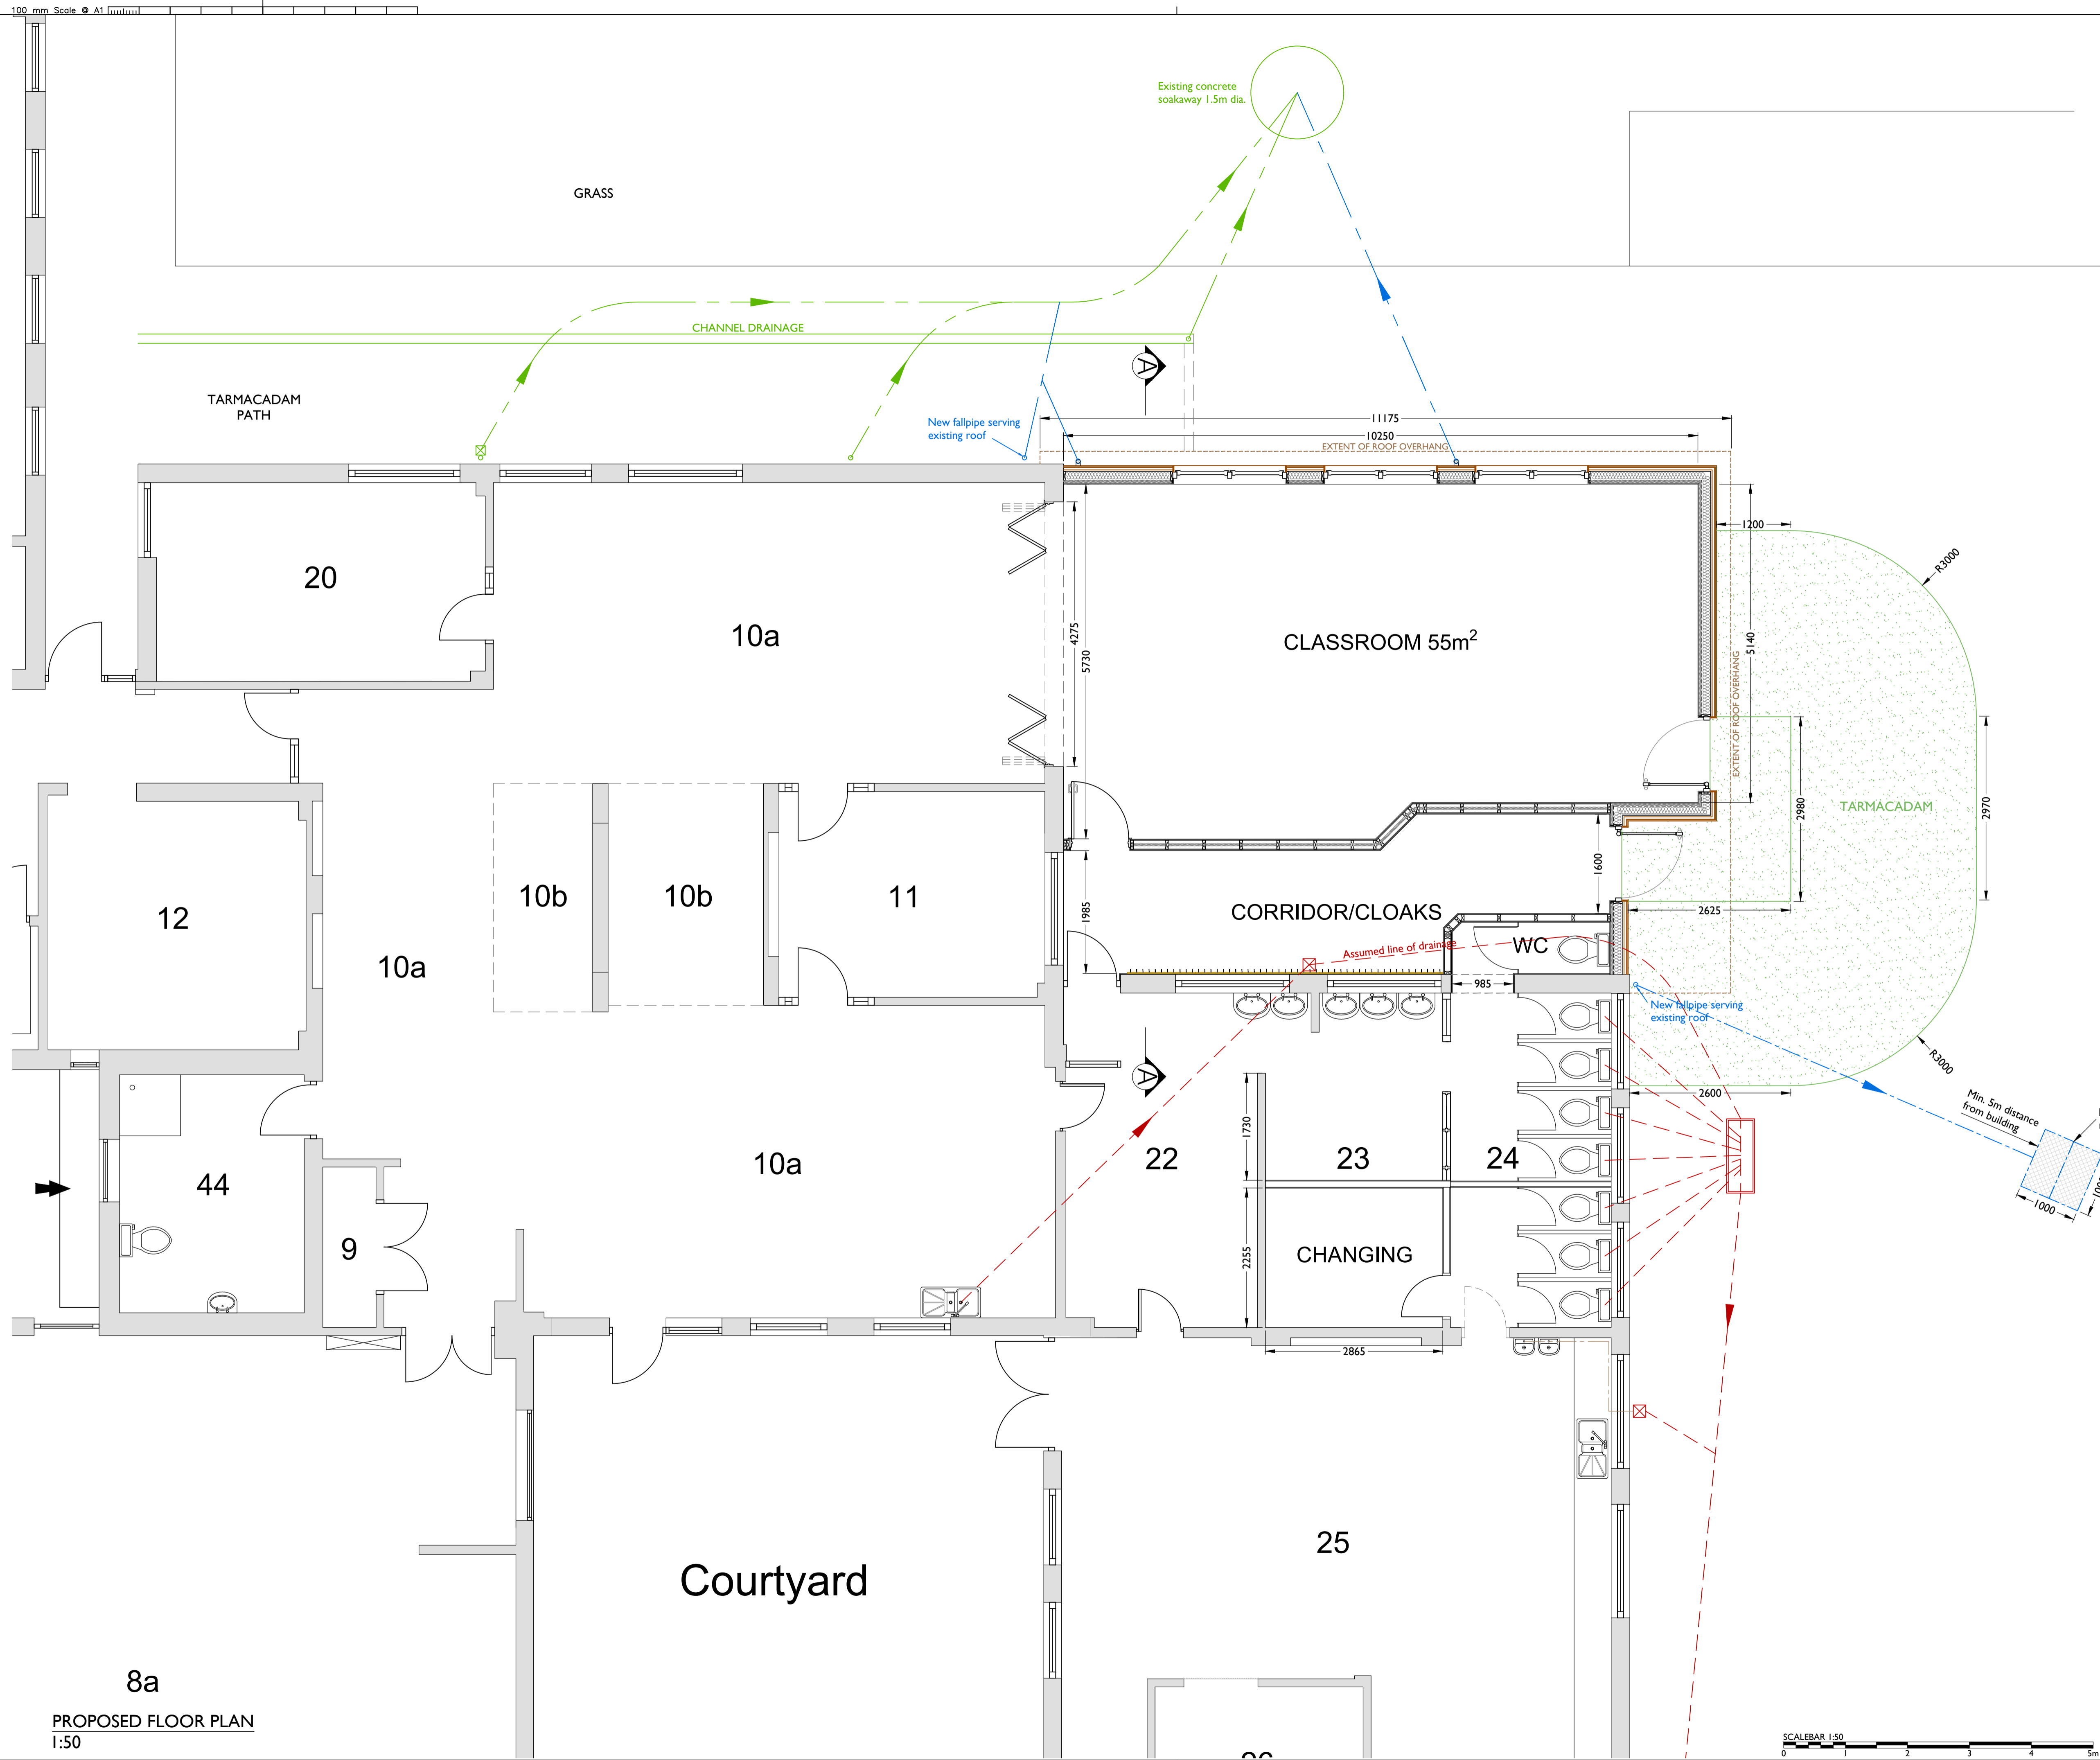 100 mm Scale @ A1
Existing concrete
soakaway 1.5m dia.
GRASS
CHANNEL DRAINAGE
TARMACADAM
PATH
A
New fallpipe serving
existing roof
11175
10250
EXTENT OF ROOF OVERHANG
1200
R3000
20
10a
4275
5730
CLASSROOM 55m²
5140
EXTENT OF ROOF OVERHANG
2980
TARMACADAM
2970
1600
12
10b
10b
11
1985
CORRIDOR/CLOAKS
2625
WC
Assumed line of drainage
10a
985
New fallpipe serving
existing roof
R3000
A
2600
Min. 5m distance
from building
1730
10a
22
23
24
44
1000
9
2255
CHANGING
2865
25
Courtyard
8a
PROPOSED FLOOR PLAN
1:50
SCALEBAR 1:50
0 1 2 3 4 5m